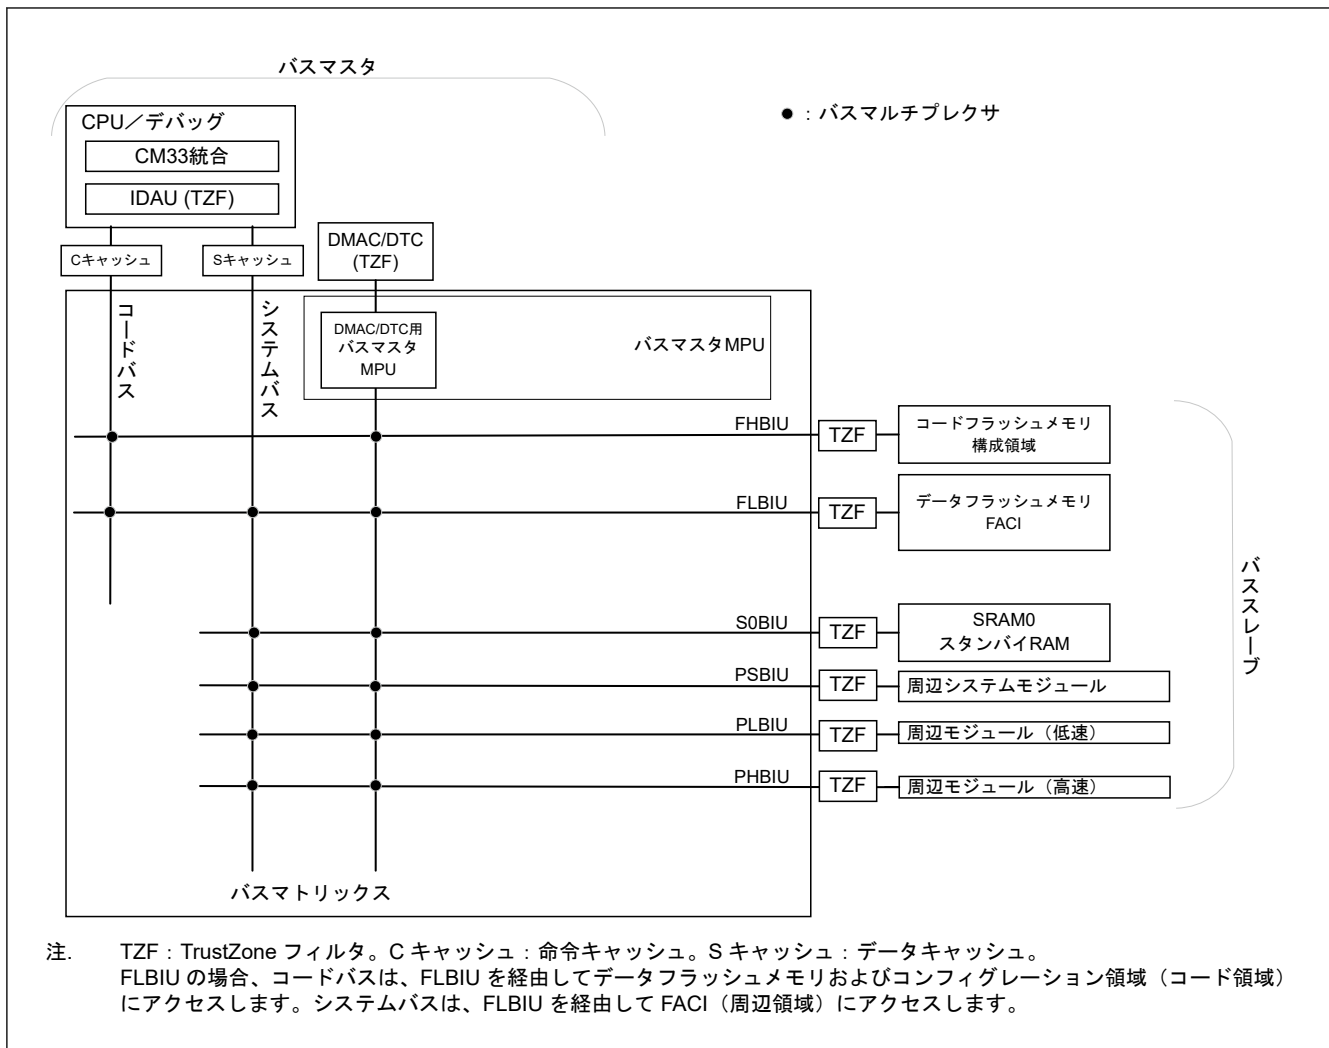 バスマスタ
●：バスマルチプレクサ
CPU／デバッグ
CM33統合
IDAU (TZF)
Cキャッシュ
Sキャッシュ
DMAC/DTC
(TZF)
コードバス
システムバス
DMAC/DTC用
バスマスタ
MPU
バスマスタMPU
FHBIU
TZF
コードフラッシュメモリ
構成領域
FLBIU
TZF
データフラッシュメモリ
FACI
S0BIU
TZF
SRAM0
スタンバイRAM
PSBIU
TZF
周辺システムモジュール
PLBIU
TZF
周辺モジュール（低速）
PHBIU
TZF
周辺モジュール（高速）
バススレーブ
バスマトリックス
注. TZF：TrustZone フィルタ。C キャッシュ：命令キャッシュ。S キャッシュ：データキャッシュ。
FLBIU の場合、コードバスは、FLBIU を経由してデータフラッシュメモリおよびコンフィグレーション領域（コード領域）
にアクセスします。システムバスは、FLBIU を経由して FACI（周辺領域）にアクセスします。